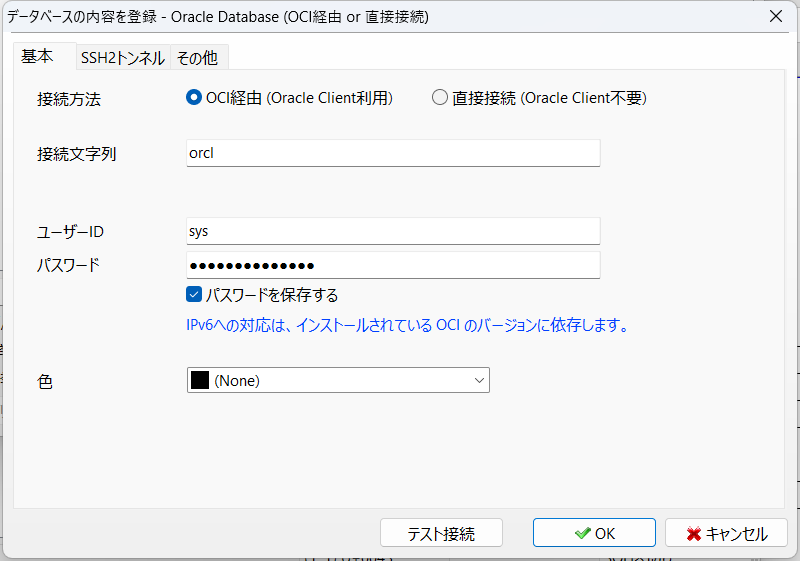 データベースの内容を登録 - Oracle Database (OCI経由 or 直接接続)
基本 SSH2トンネル その他
接続方法 OCI経由 (Oracle Client利用) 直接接続 (Oracle Client不要)
接続文字列 orcl
ユーザーID sys
パスワード ●●●●●●●●●●●●●●
パスワードを保存する
IPv6への対応は、インストールされている OCI のバージョンに依存します。
色 (None)
テスト接続 OK キャンセル